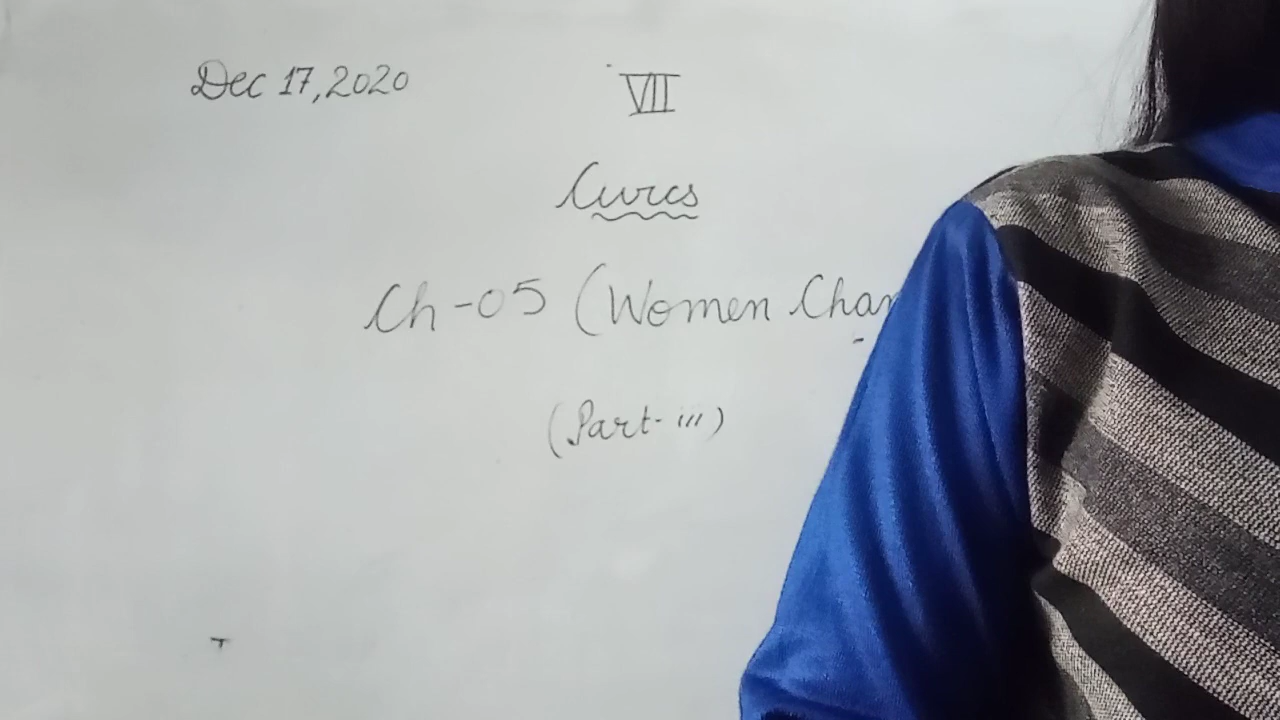 Dec 17, 2020
VII
Civics
Ch-05 (Women Chan
(Part-iii)